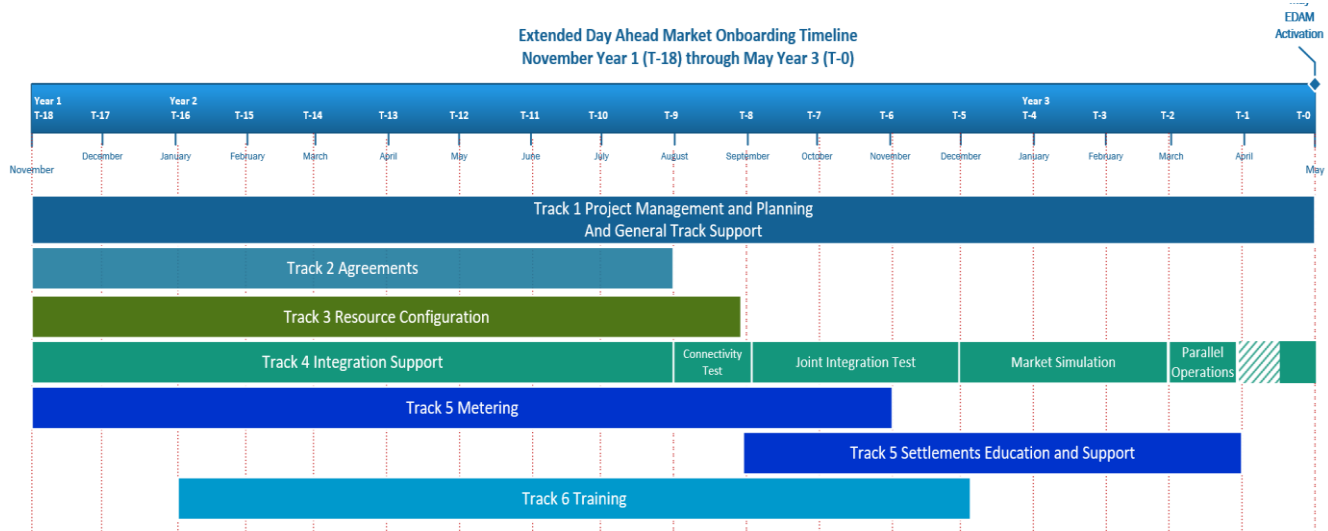 EDAM
Activation
Extended Day Ahead Market Onboarding Timeline
November Year 1 (T-18) through May Year 3 (T-0)
Year 1 Year 2 Year 3
T-18 T-17 T-16 T-15 T-14 T-13 T-12 T-11 T-10 T-9 T-8 T-7 T-6 T-5 T-4 T-3 T-2 T-1 T-0
December January February March April May June July August September October November December January February March April
November May
Track 1 Project Management and Planning
And General Track Support
Track 2 Agreements
Track 3 Resource Configuration
Track 4 Integration Support
Connectivity
Test
Joint Integration Test
Market Simulation
Parallel
Operations
Track 5 Metering
Track 5 Settlements Education and Support
Track 6 Training